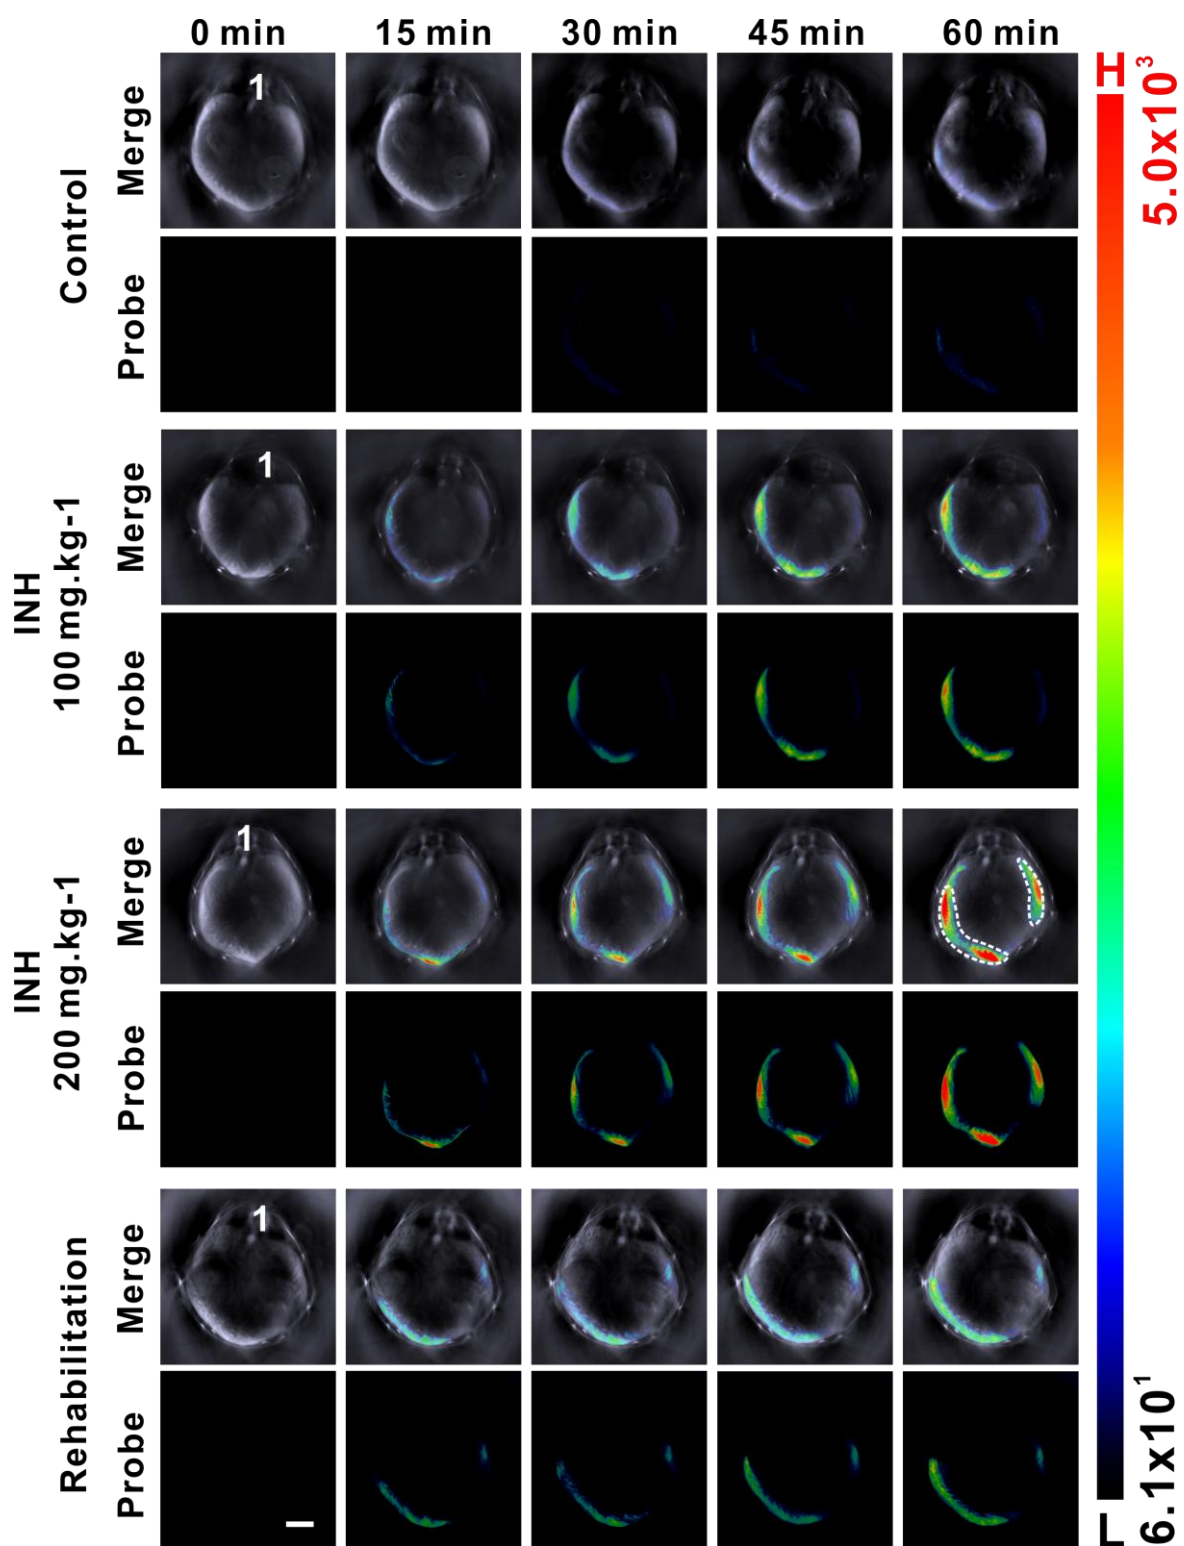 0 min 15 min 30 min 45 min 60 min
Control
Merge
1
Probe
INH
100 mg.kg-1
Merge
1
Probe
INH
200 mg.kg-1
Merge
1
Probe
Rehabilitation
Merge
1
Probe
H
5.0x10³
L
6.1x10¹